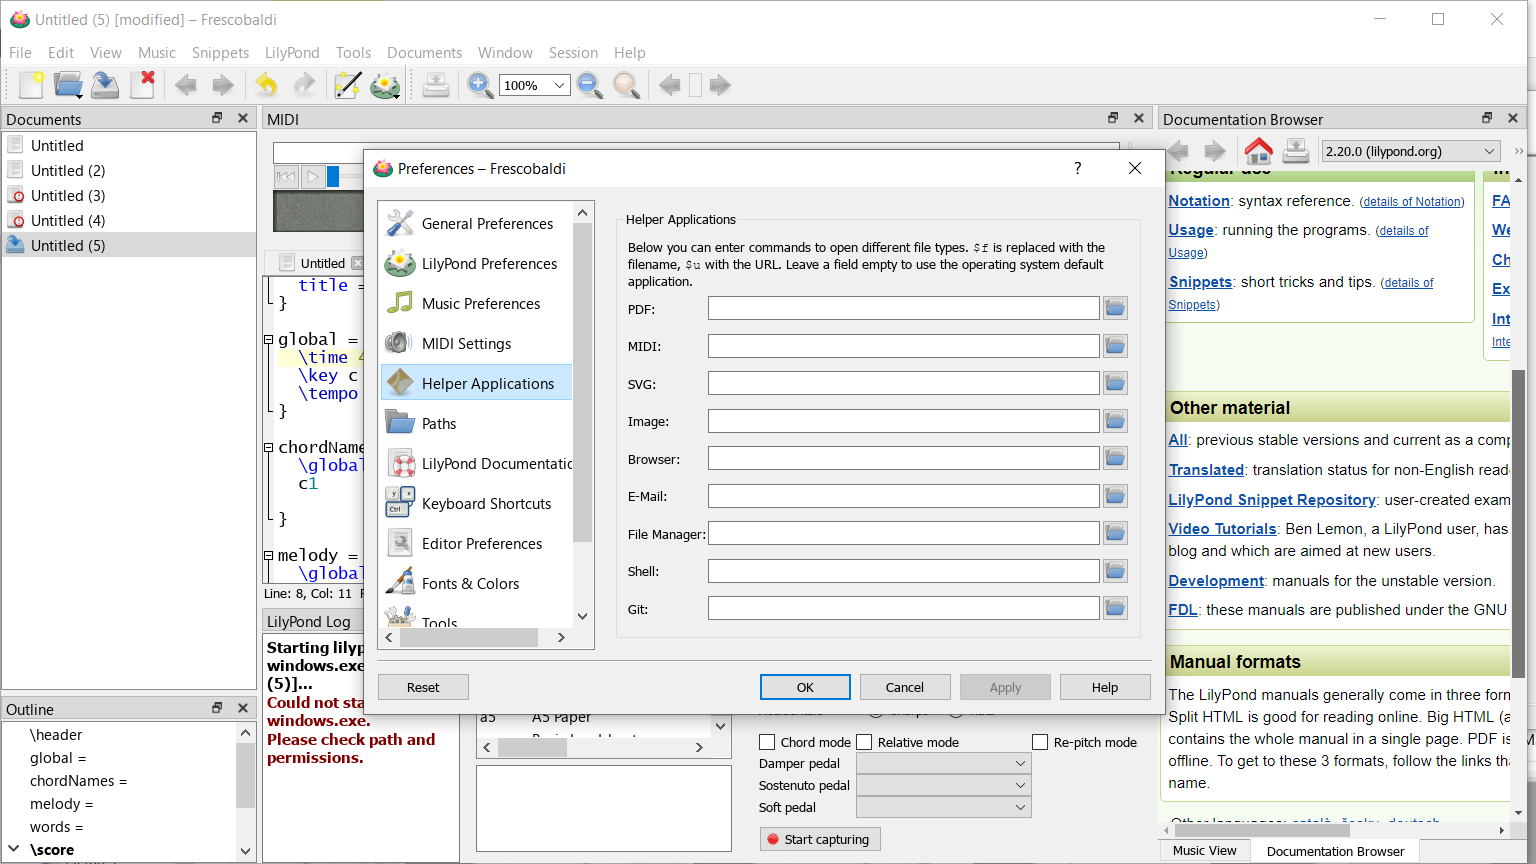 Untitled (5) [modified] – Frescobaldi
File Edit View Music Snippets LilyPond Tools Documents Window Session Help
100%
Documents
Untitled
Untitled (2)
Untitled (3)
Untitled (4)
Untitled (5)
Outline
\header
global =
chordNames =
melody =
words =
\score
MIDI
Untitled
title =
}
global =
\time 4
\key c
\tempo
}
chordName
\global
c1
}
melody =
\global
Line: 8, Col: 11
LilyPond Log
Starting lilyp
windows.exe
(5)]...
Could not sta
windows.exe.
Please check path and
permissions.
Preferences – Frescobaldi
?
General Preferences
LilyPond Preferences
Music Preferences
MIDI Settings
Helper Applications
Paths
LilyPond Documentatic
Keyboard Shortcuts
Editor Preferences
Fonts & Colors
Tools
Helper Applications
Below you can enter commands to open different file types. $f is replaced with the
filename, $u with the URL. Leave a field empty to use the operating system default
application.
PDF:
MIDI:
SVG:
Image:
Browser:
E-Mail:
File Manager:
Shell:
Git:
Reset
OK
Cancel
Apply
Help
a5 A5 Paper
Chord mode Relative mode Re-pitch mode
Damper pedal
Sostenuto pedal
Soft pedal
Start capturing
Documentation Browser
2.20.0 (lilypond.org)
Regular use
Notation: syntax reference. (details of Notation)
Usage: running the programs. (details of
Usage)
Snippets: short tricks and tips. (details of
Snippets)
FA
We
Ch
Ex
Int
Inte
Other material
All: previous stable versions and current as a comp
Translated: translation status for non-English read
LilyPond Snippet Repository: user-created exam
Video Tutorials: Ben Lemon, a LilyPond user, has
blog and which are aimed at new users.
Development: manuals for the unstable version.
FDL: these manuals are published under the GNU
Manual formats
The LilyPond manuals generally come in three forn
Split HTML is good for reading online. Big HTML (a
contains the whole manual in a single page. PDF is
offline. To get to these 3 formats, follow the links tha
name.
Other languages: català, česky, deutsch
Music View
Documentation Browser